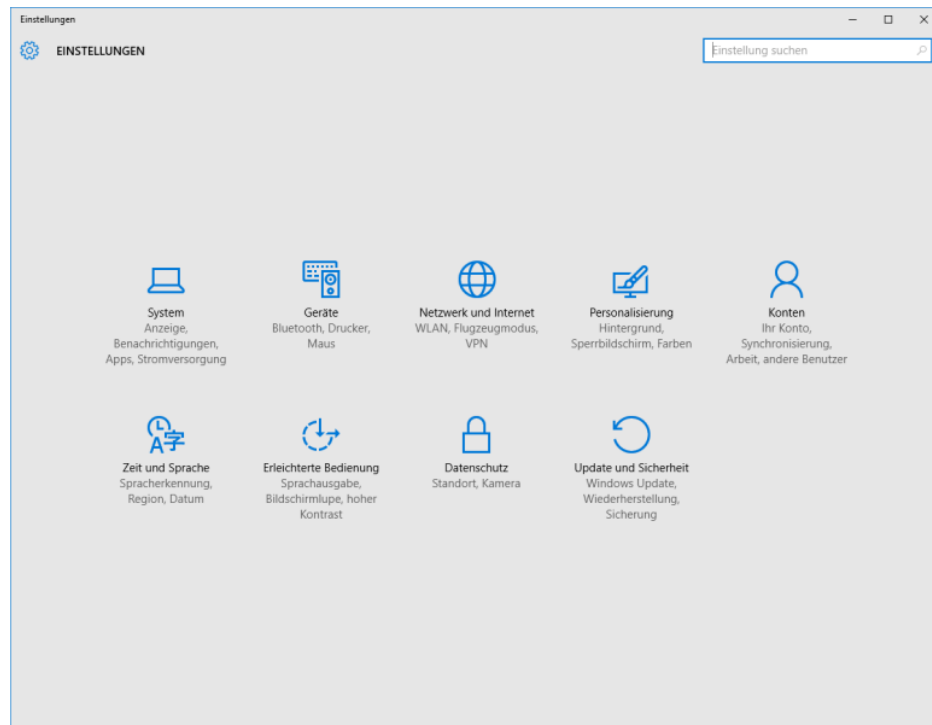 Einstellungen
EINSTELLUNGEN
Einstellung suchen
System
Anzeige,
Benachrichtigungen,
Apps, Stromversorgung
Geräte
Bluetooth, Drucker,
Maus
Netzwerk und Internet
WLAN, Flugzeugmodus,
VPN
Personalisierung
Hintergrund,
Sperrbildschirm, Farben
Konten
Ihr Konto,
Synchronisierung,
Arbeit, andere Benutzer
Zeit und Sprache
Spracherkennung,
Region, Datum
Erleichterte Bedienung
Sprachausgabe,
Bildschirmlupe, hoher
Kontrast
Datenschutz
Standort, Kamera
Update und Sicherheit
Windows Update,
Wiederherstellung,
Sicherung